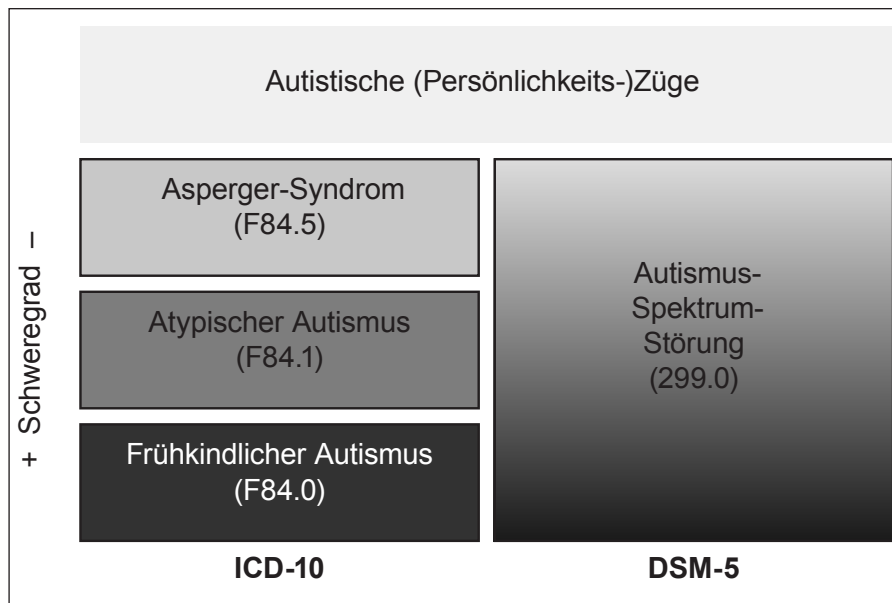 Autistische (Persönlichkeits-)Züge
Asperger-Syndrom
(F84.5)
Atypischer Autismus
(F84.1)
Frühkindlicher Autismus
(F84.0)
Autismus-
Spektrum-
Störung
(299.0)
+ Schweregrad –
ICD-10
DSM-5